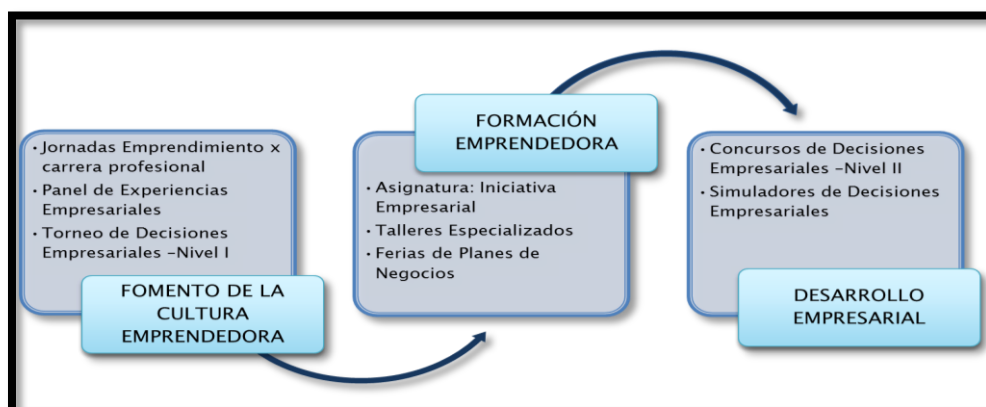 • Jornadas Emprendimiento x
carrera profesional
• Panel de Experiencias
Empresariales
• Torneo de Decisiones
Empresariales –Nivel I
FOMENTO DE LA
CULTURA
EMPRENDEDORA
FORMACIÓN
EMPRENDEDORA
• Asignatura: Iniciativa
Empresarial
• Talleres Especializados
• Ferias de Planes de
Negocios
• Concursos de Decisiones
Empresariales –Nivel II
• Simuladores de Decisiones
Empresariales
DESARROLLO
EMPRESARIAL